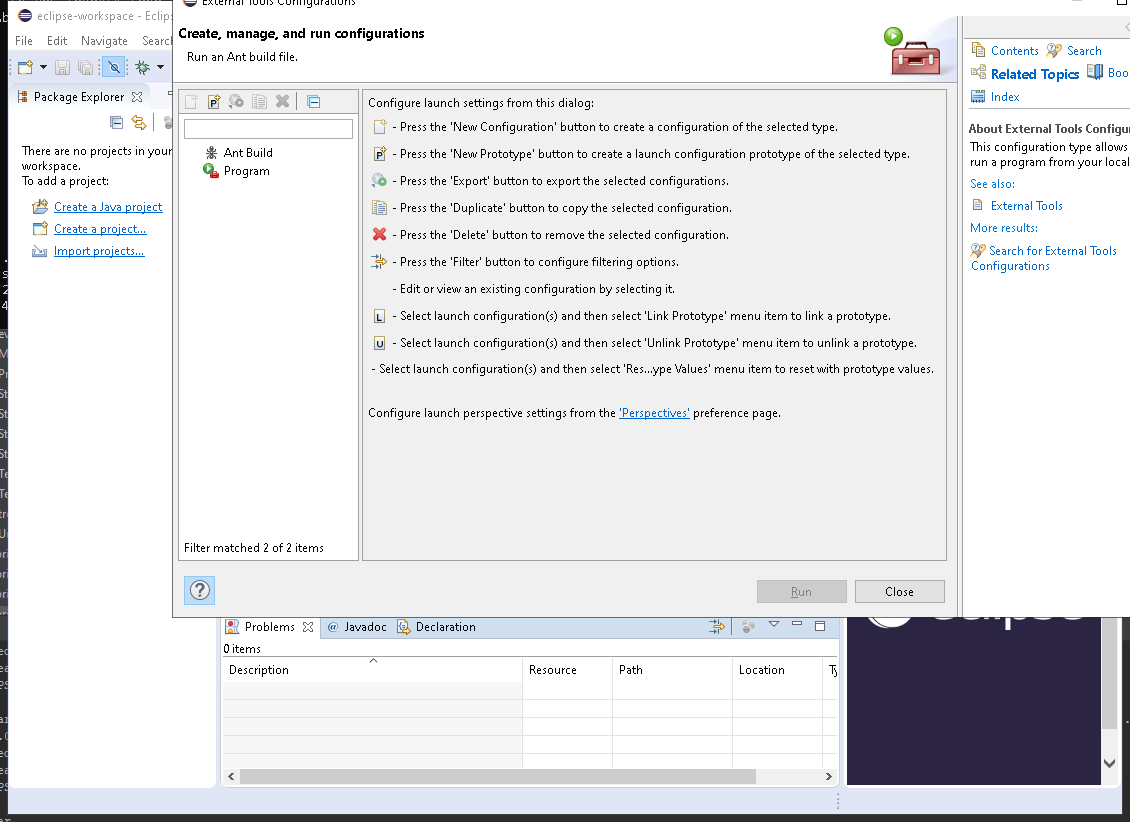 eclipse-workspace - Eclips
External Tools Configurations
File Edit Navigate Search
Create, manage, and run configurations
Run an Ant build file.
Package Explorer
There are no projects in your
workspace.
To add a project:
Create a Java project
Create a project...
Import projects...
Ant Build
Program
Filter matched 2 of 2 items
Configure launch settings from this dialog:
- Press the 'New Configuration' button to create a configuration of the selected type.
- Press the 'New Prototype' button to create a launch configuration prototype of the selected type.
- Press the 'Export' button to export the selected configurations.
- Press the 'Duplicate' button to copy the selected configuration.
- Press the 'Delete' button to remove the selected configuration.
- Press the 'Filter' button to configure filtering options.
- Edit or view an existing configuration by selecting it.
L - Select launch configuration(s) and then select 'Link Prototype' menu item to link a prototype.
U - Select launch configuration(s) and then select 'Unlink Prototype' menu item to unlink a prototype.
- Select launch configuration(s) and then select 'Res...ype Values' menu item to reset with prototype values.
Configure launch perspective settings from the 'Perspectives' preference page.
Run Close
Contents Search
Related Topics Boo
Index
About External Tools Configur
This configuration type allows
run a program from your local
See also:
External Tools
More results:
Search for External Tools
Configurations
Problems Javadoc Declaration
0 items
Description Resource Path Location Ty
eclipse